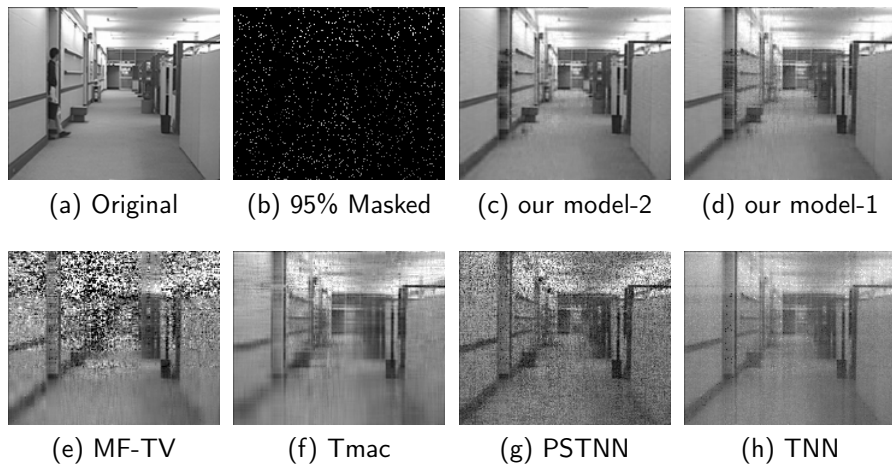 (a) Original
(b) 95% Masked
(c) our model-2
(d) our model-1
(e) MF-TV
(f) Tmac
(g) PSTNN
(h) TNN